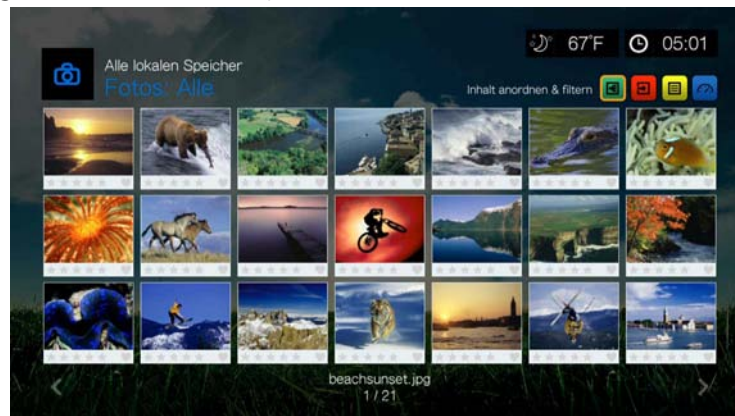 67°F
05:01
Alle lokalen Speicher
Fotos: Alle
Inhalt anordnen & filtern
beachsunset.jpg
1 / 21